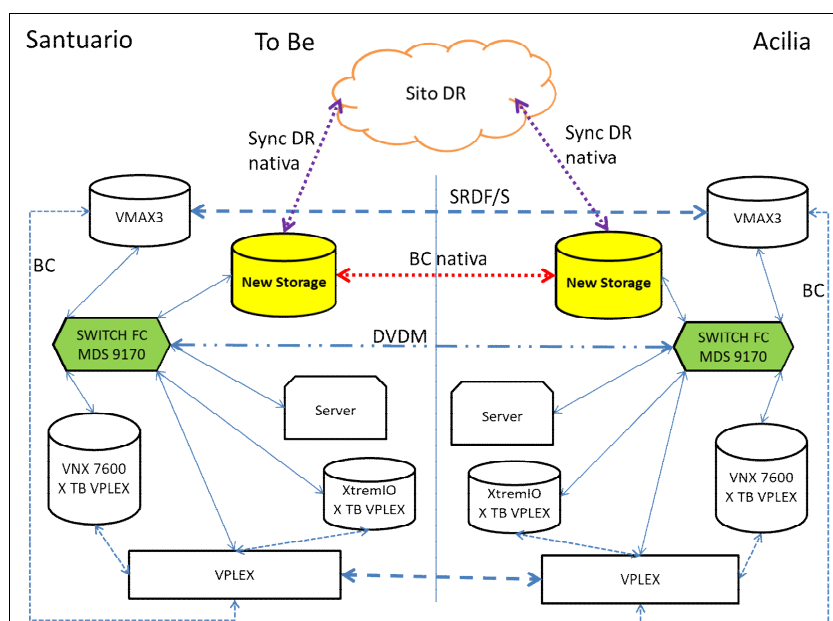 Santuario
To Be
Acilia
Sito DR
Sync DR
nativa
Sync DR
nativa
SRDF/S
VMAX3
VMAX3
BC nativa
New Storage
New Storage
BC
BC
SWITCH FC
MDS 9170
DVDM
SWITCH FC
MDS 9170
Server
Server
VNX 7600
X TB VPLEX
XtremIO
X TB VPLEX
XtremIO
X TB VPLEX
VNX 7600
X TB VPLEX
VPLEX
VPLEX